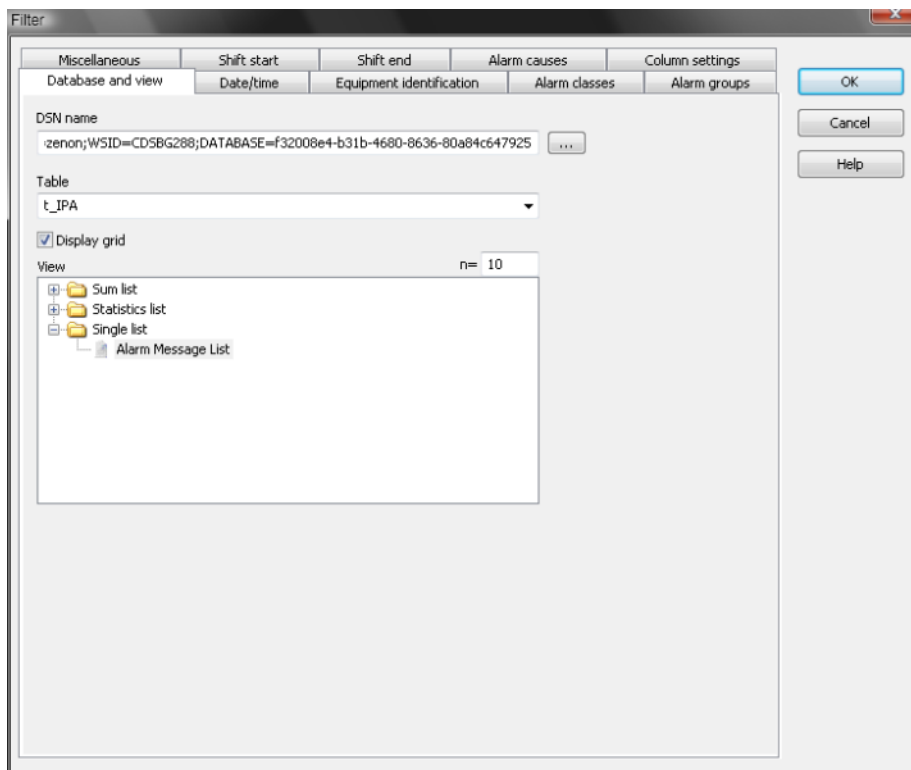 Filter
Miscellaneous Shift start Shift end Alarm causes Column settings
Database and view Date/time Equipment identification Alarm classes Alarm groups
OK
Cancel
Help
DSN name
zenon;WSID=CDSBG288;DATABASE=f32008e4-b31b-4680-8636-80a84c647925 ...
Table
t_IPA
Display grid
View n= 10
Sum list
Statistics list
Single list
Alarm Message List